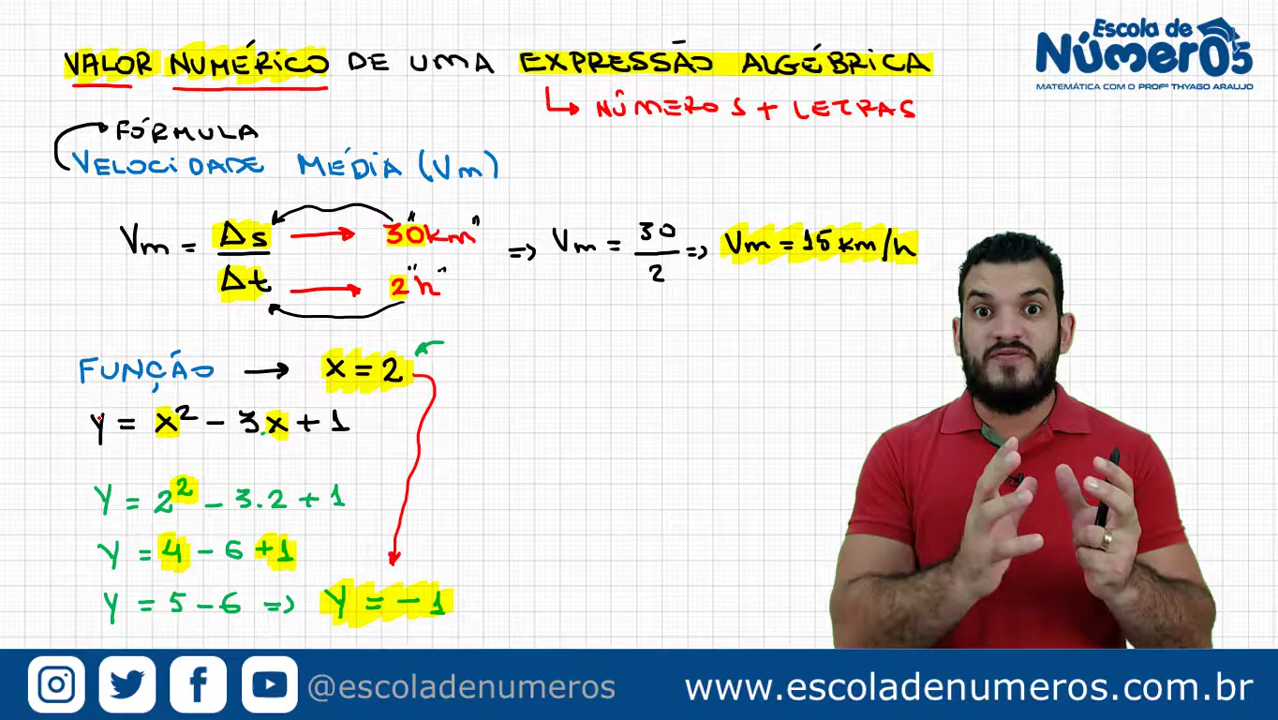 VALOR NUMÉRICO DE UMA EXPRESSÃO ALGÉBRICA
↳ NÚMEROS + LETRAS
FÓRMULA
VELOCIDADE MÉDIA (Vm)
Vm = Δs/Δt → "30km" "2h" => Vm = 30/2 => Vm = 15 km/h
FUNÇÃO → x = 2
y = x² - 3.x + 1
y = 2² - 3.2 + 1
y = 4 - 6 + 1
y = 5 - 6 => y = -1
Escola de
NúmerOs
MATEMÁTICA COM O PROFº THYAGO ARAUJO
@escoladenumeros
www.escoladenumeros.com.br